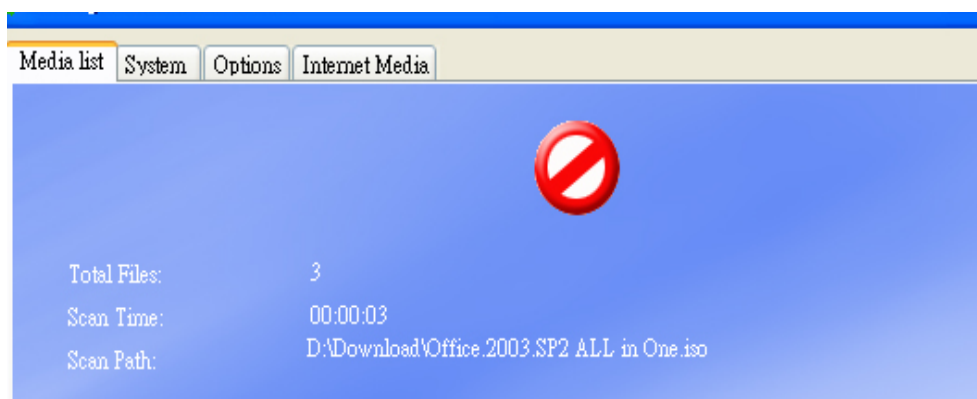 Media list System Options Internet Media
Total Files: 3
Scan Time: 00:00:03
Scan Path: D:\Download\Office.2003.SP2 ALL in One.iso